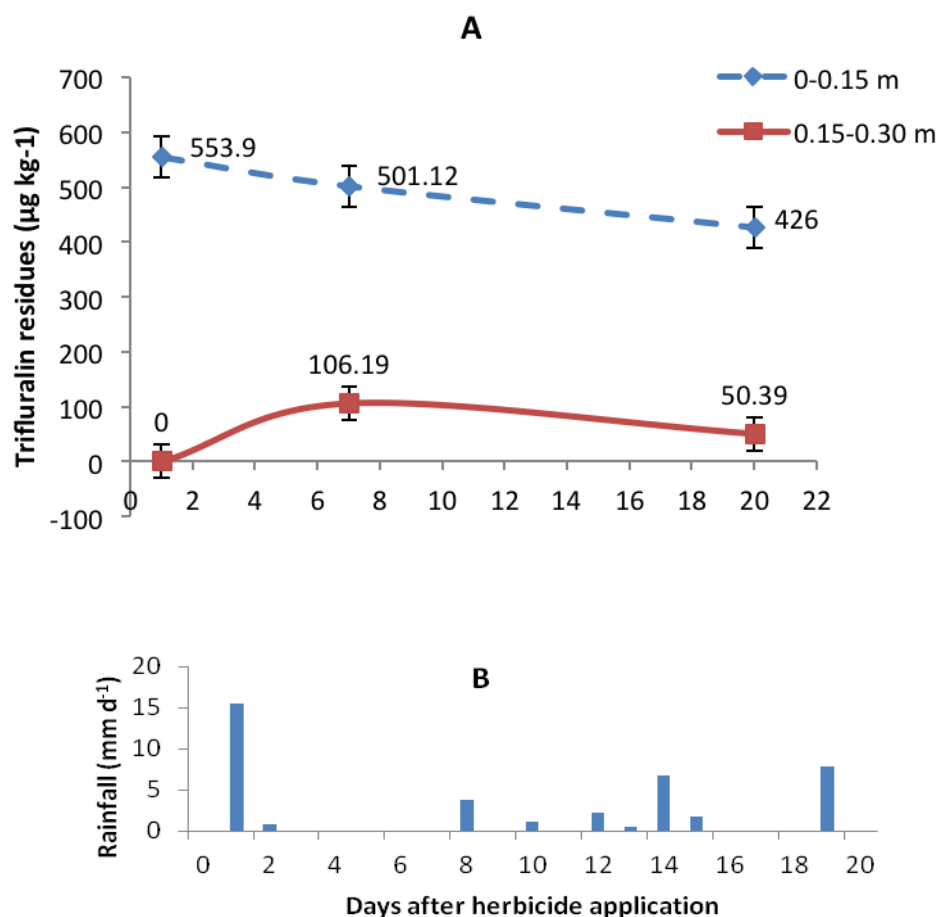 A
700
600
500
400
300
200
100
0
-100
Trifluralin residues (µg kg-1)
0-0.15 m
0.15-0.30 m
553.9
501.12
426
0
106.19
50.39
0 2 4 6 8 10 12 14 16 18 20 22
B
20
15
10
5
0
Rainfall (mm d-1)
0 2 4 6 8 10 12 14 16 18 20
Days after herbicide application